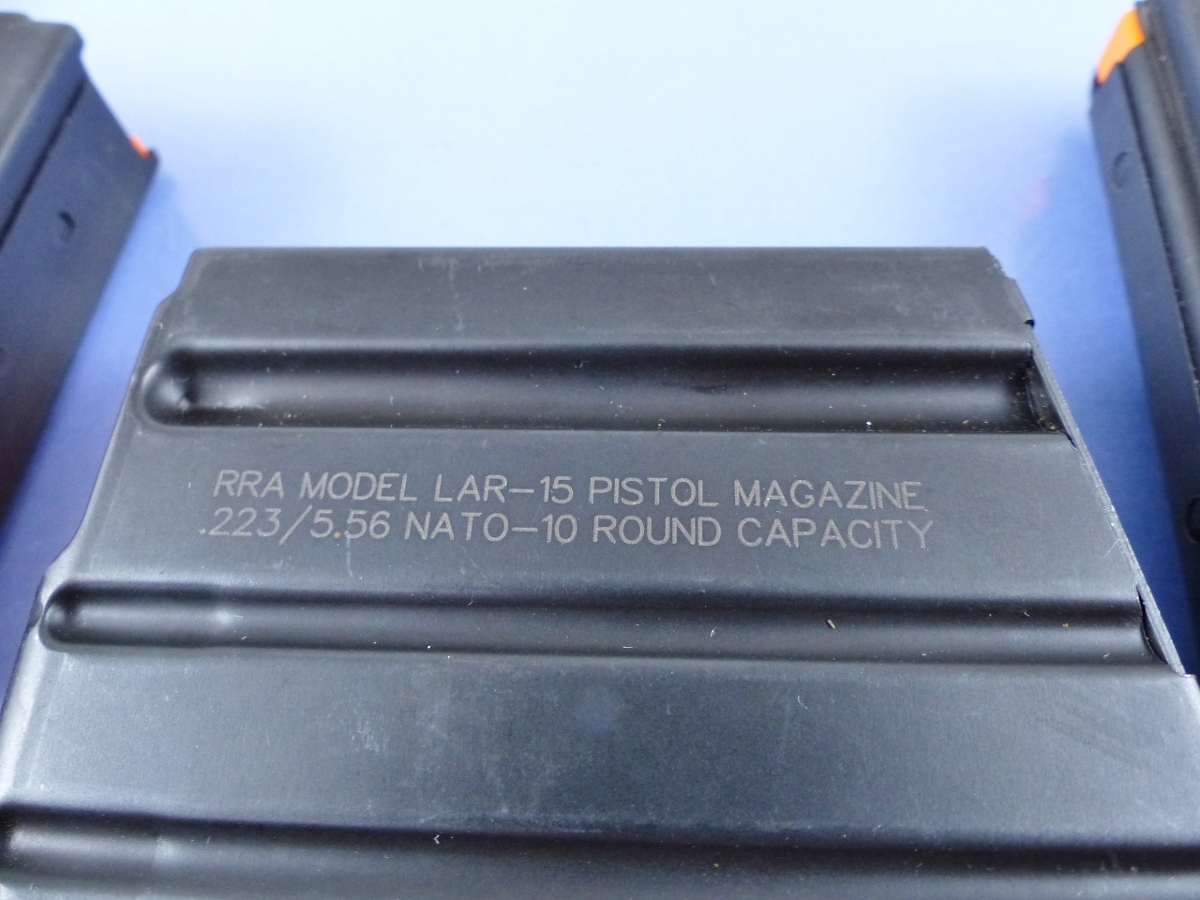 RRA MODEL LAR-15 PISTOL MAGAZINE
.223/5.56 NATO-10 ROUND CAPACITY